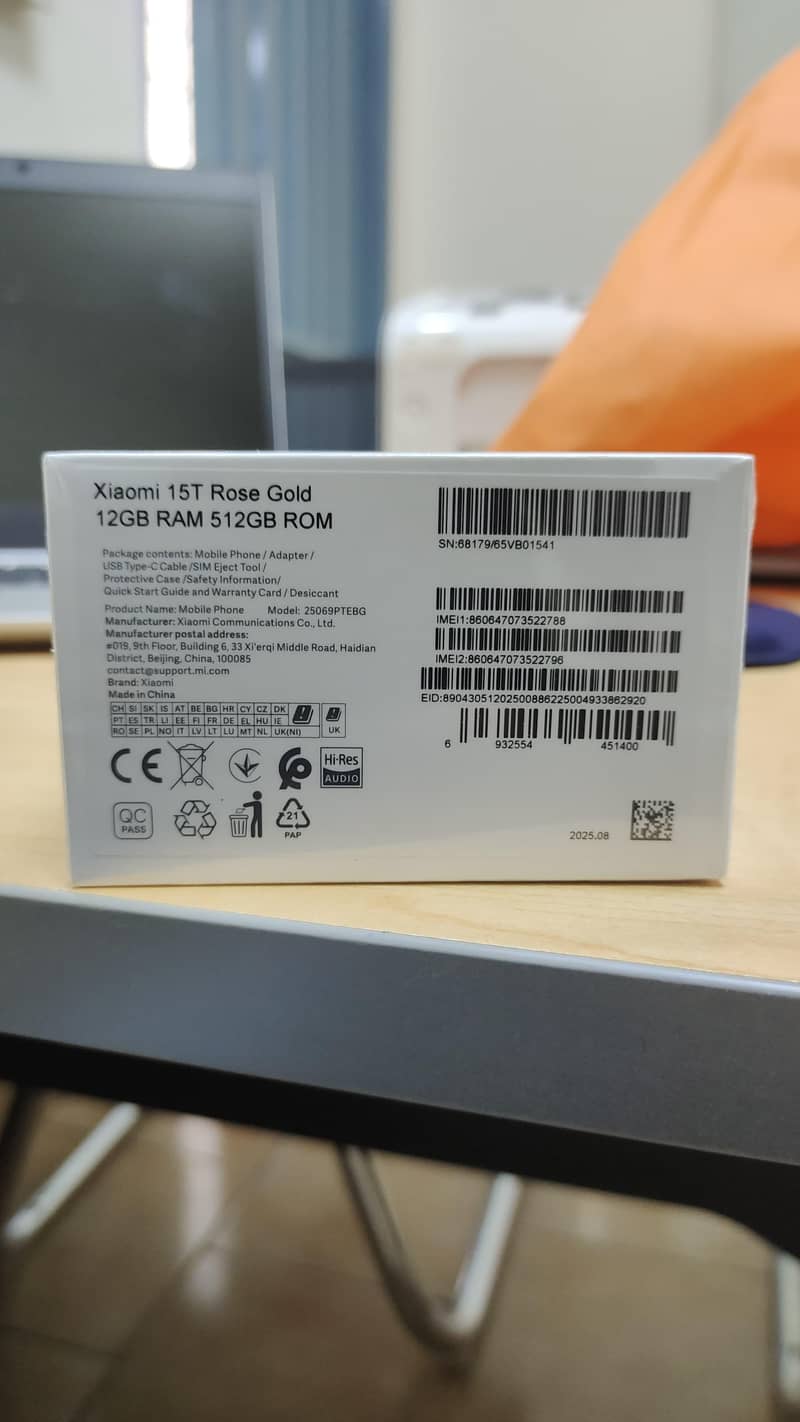 Xiaomi 15T Rose Gold
12GB RAM 512GB ROM
Package contents: Mobile Phone / Adapter /
USB Type-C Cable /SIM Eject Tool /
Protective Case /Safety Information/
Quick Start Guide and Warranty Card / Desiccant
Product Name: Mobile Phone Model: 25069PTEBG
Manufacturer: Xiaomi Communications Co., Ltd.
Manufacturer postal address:
#019, 9th Floor, Building 6, 33 Xi'erqi Middle Road, Haidian
District, Beijing, China, 100085
contact@support.mi.com
Brand: Xiaomi
Made in China
CH SI SK IS AT BE BG HR CY CZ DK
PT ES TR LI EE FI FR DE EL HU IE
RO SE PL NO IT LV LT LU MT NL UK(NI)
UK
CE
Hi-Res
AUDIO
QC
PASS
21
PAP
SN:68179/65VB01541
IMEI1:860647073522788
IMEI2:860647073522796
EID:89043051202500886225004933862920
6 932554 451400
2025.08